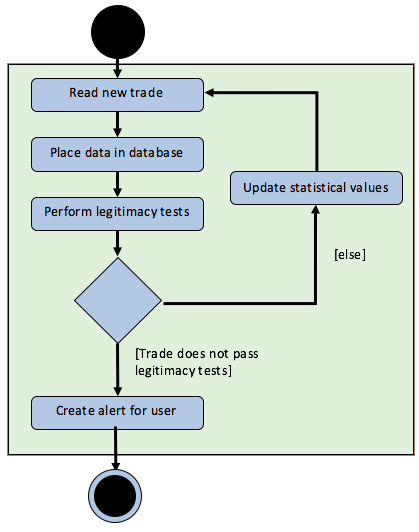 Read new trade
Place data in database
Perform legitimacy tests
Update statistical values
[else]
[Trade does not pass
legitimacy tests]
Create alert for user